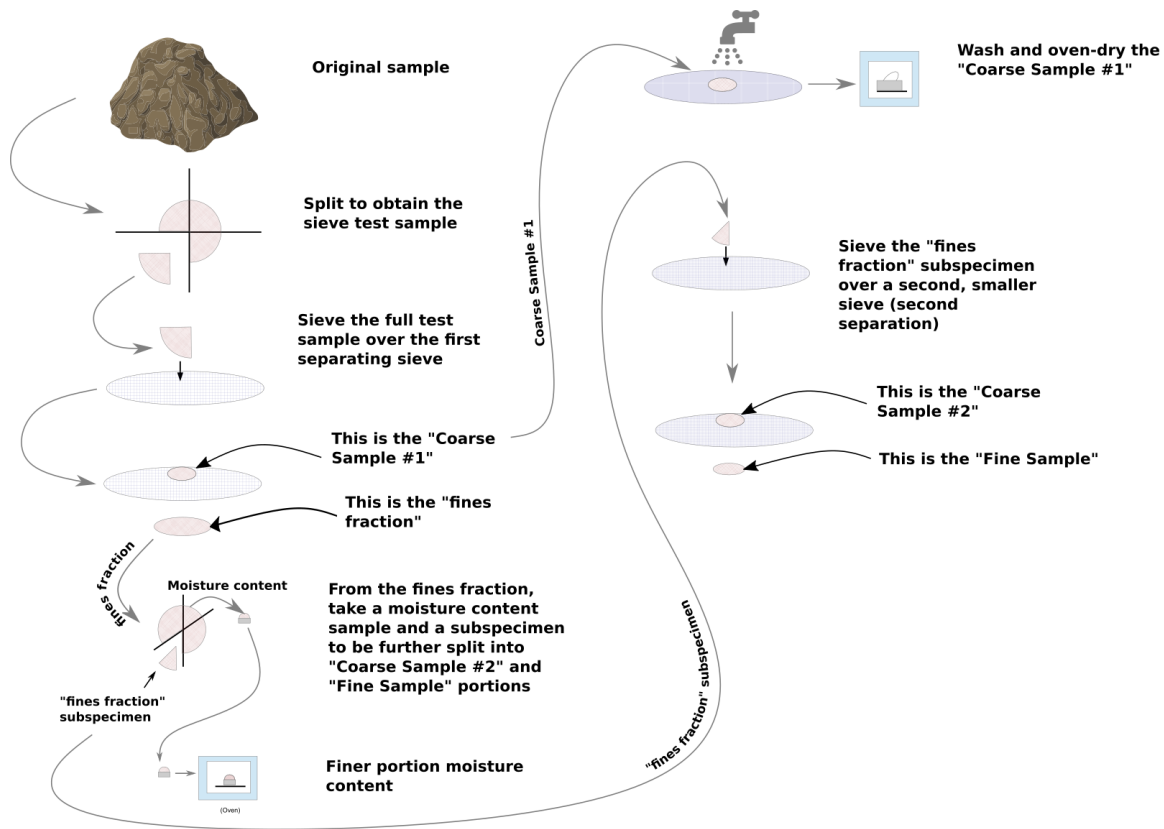 Original sample
Split to obtain the
sieve test sample
Sieve the full test
sample over the first
separating sieve
This is the "Coarse
Sample #1"
This is the "fines
fraction"
fines fraction
Moisture content
From the fines fraction,
take a moisture content
sample and a subspecimen
to be further split into
"Coarse Sample #2" and
"Fine Sample" portions
"fines fraction"
subspecimen
Finer portion moisture
content
(Oven)
Coarse Sample #1
Wash and oven-dry the
"Coarse Sample #1"
"fines fraction" subspecimen
Sieve the "fines
fraction" subspecimen
over a second, smaller
sieve (second
separation)
This is the "Coarse
Sample #2"
This is the "Fine Sample"